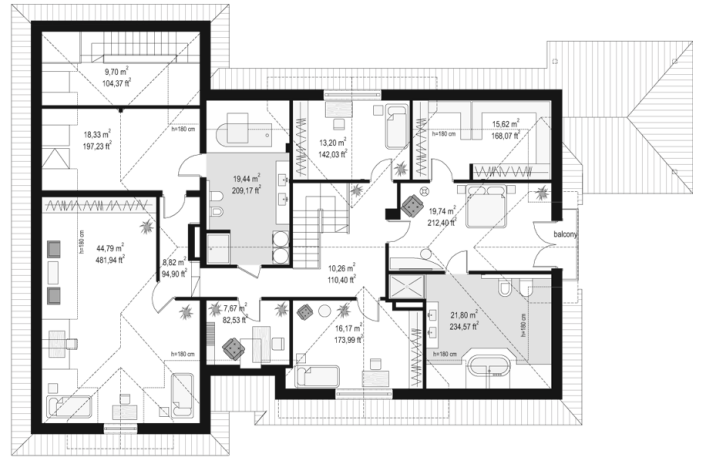 9,70 m²
104,37 ft²
18,33 m²
197,23 ft²
h=180 cm
19,44 m²
209,17 ft²
13,20 m²
142,03 ft²
h=180 cm
15,62 m²
168,07 ft²
19,74 m²
212,40 ft²
balcony
h=180 cm
44,79 m²
481,94 ft²
8,82 m²
94,90 ft²
10,26 m²
110,40 ft²
7,67 m²
82,53 ft²
16,17 m²
173,99 ft²
21,80 m²
234,57 ft²
h=180 cm
h=180 cm
h=180 cm
h=180 cm